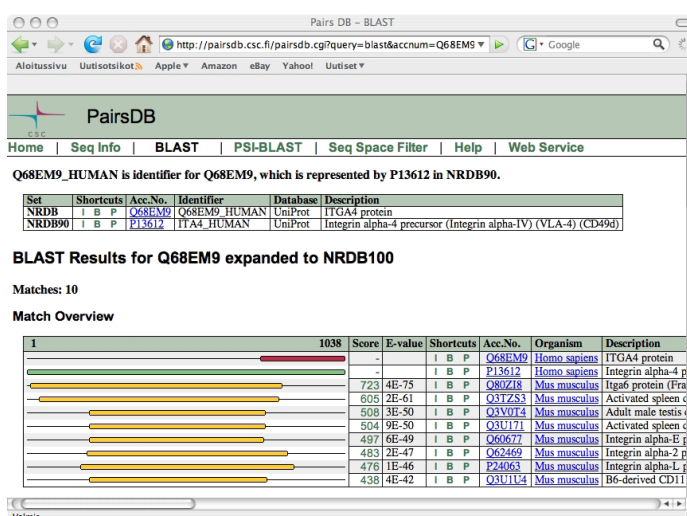 Pairs DB – BLAST
http://pairsdb.csc.fi/pairsdb.cgi?query=blast&accnum=Q68EM9
Google
Aloitussivu Uutisotsikot Apple Amazon eBay Yahoo! Uutiset
CSC
PairsDB
Home | Seq Info | BLAST | PSI-BLAST | Seq Space Filter | Help | Web Service
Q68EM9_HUMAN is identifier for Q68EM9, which is represented by P13612 in NRDB90.
Set Shortcuts Acc.No. Identifier Database Description
NRDB I B P Q68EM9 Q68EM9_HUMAN UniProt ITGA4 protein
NRDB90 I B P P13612 ITA4_HUMAN UniProt Integrin alpha-4 precursor (Integrin alpha-IV) (VLA-4) (CD49d)
BLAST Results for Q68EM9 expanded to NRDB100
Matches: 10
Match Overview
1 1038 Score E-value Shortcuts Acc.No. Organism Description
- I B P Q68EM9 Homo sapiens ITGA4 protein
- I B P P13612 Homo sapiens Integrin alpha-4 p
723 4E-75 I B P Q80ZI8 Mus musculus Itga6 protein (Fra
605 2E-61 I B P Q3TZS3 Mus musculus Activated spleen c
508 3E-50 I B P Q3V0T4 Mus musculus Adult male testis c
504 9E-50 I B P Q3U171 Mus musculus Activated spleen c
497 6E-49 I B P Q60677 Mus musculus Integrin alpha-E p
483 2E-47 I B P Q62469 Mus musculus Integrin alpha-2 p
476 1E-46 I B P P24063 Mus musculus Integrin alpha-L p
438 4E-42 I B P Q3U1U4 Mus musculus B6-derived CD11